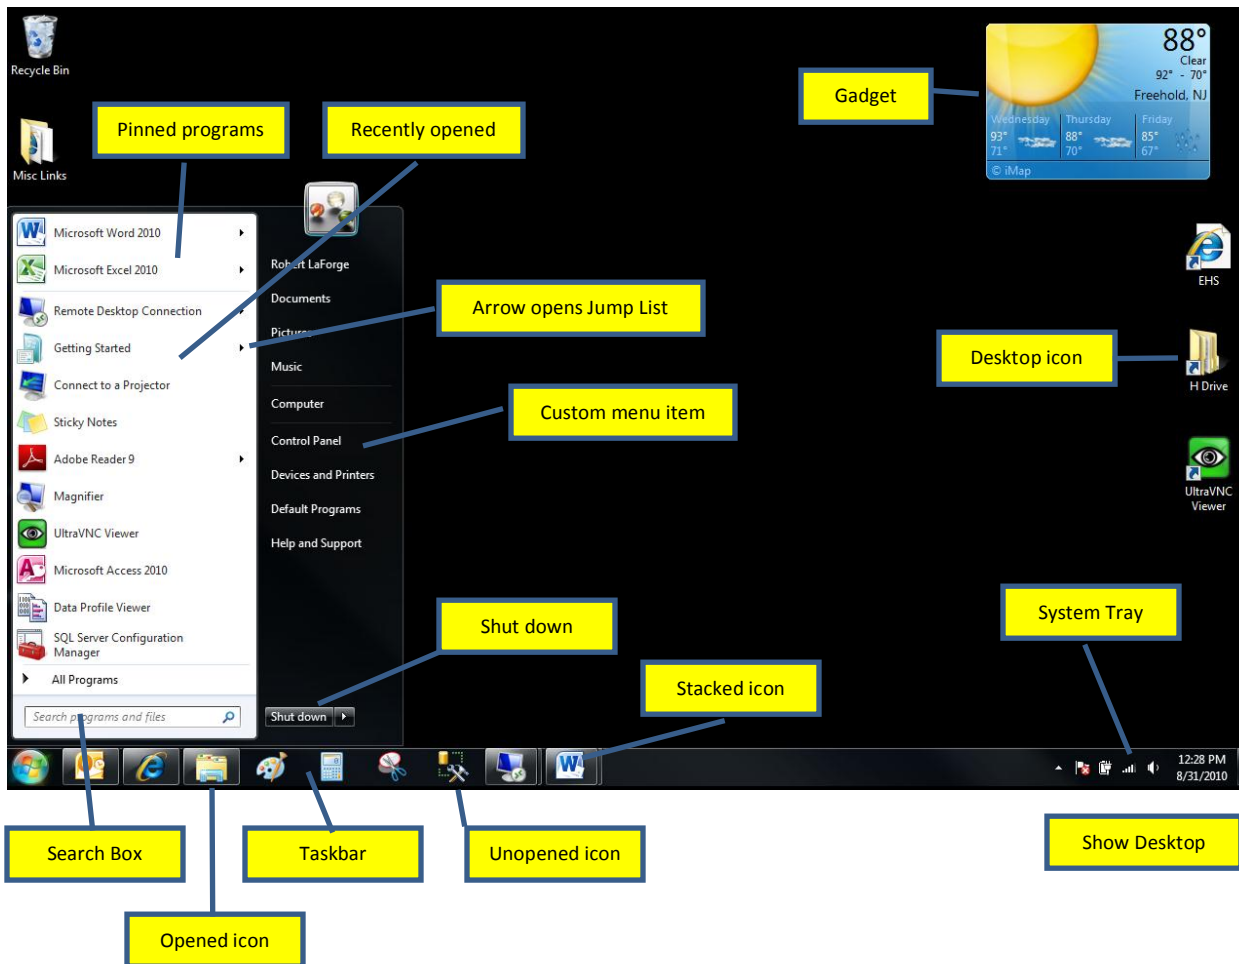 Recycle Bin
Misc Links
Pinned programs
Recently opened
Gadget
88°
Clear
92° - 70°
Freehold, NJ
Wednesday
93°
71°
Thursday
88°
70°
Friday
85°
67°
© iMap
Microsoft Word 2010
Microsoft Excel 2010
Remote Desktop Connection
Getting Started
Connect to a Projector
Sticky Notes
Adobe Reader 9
Magnifier
UltraVNC Viewer
Microsoft Access 2010
Data Profile Viewer
SQL Server Configuration
Manager
All Programs
Search programs and files
Robert LaForge
Documents
Pictures
Music
Computer
Control Panel
Devices and Printers
Default Programs
Help and Support
Shut down
Arrow opens Jump List
Custom menu item
Shut down
Stacked icon
EHS
Desktop icon
H Drive
UltraVNC
Viewer
System Tray
12:28 PM
8/31/2010
Search Box
Taskbar
Unopened icon
Show Desktop
Opened icon